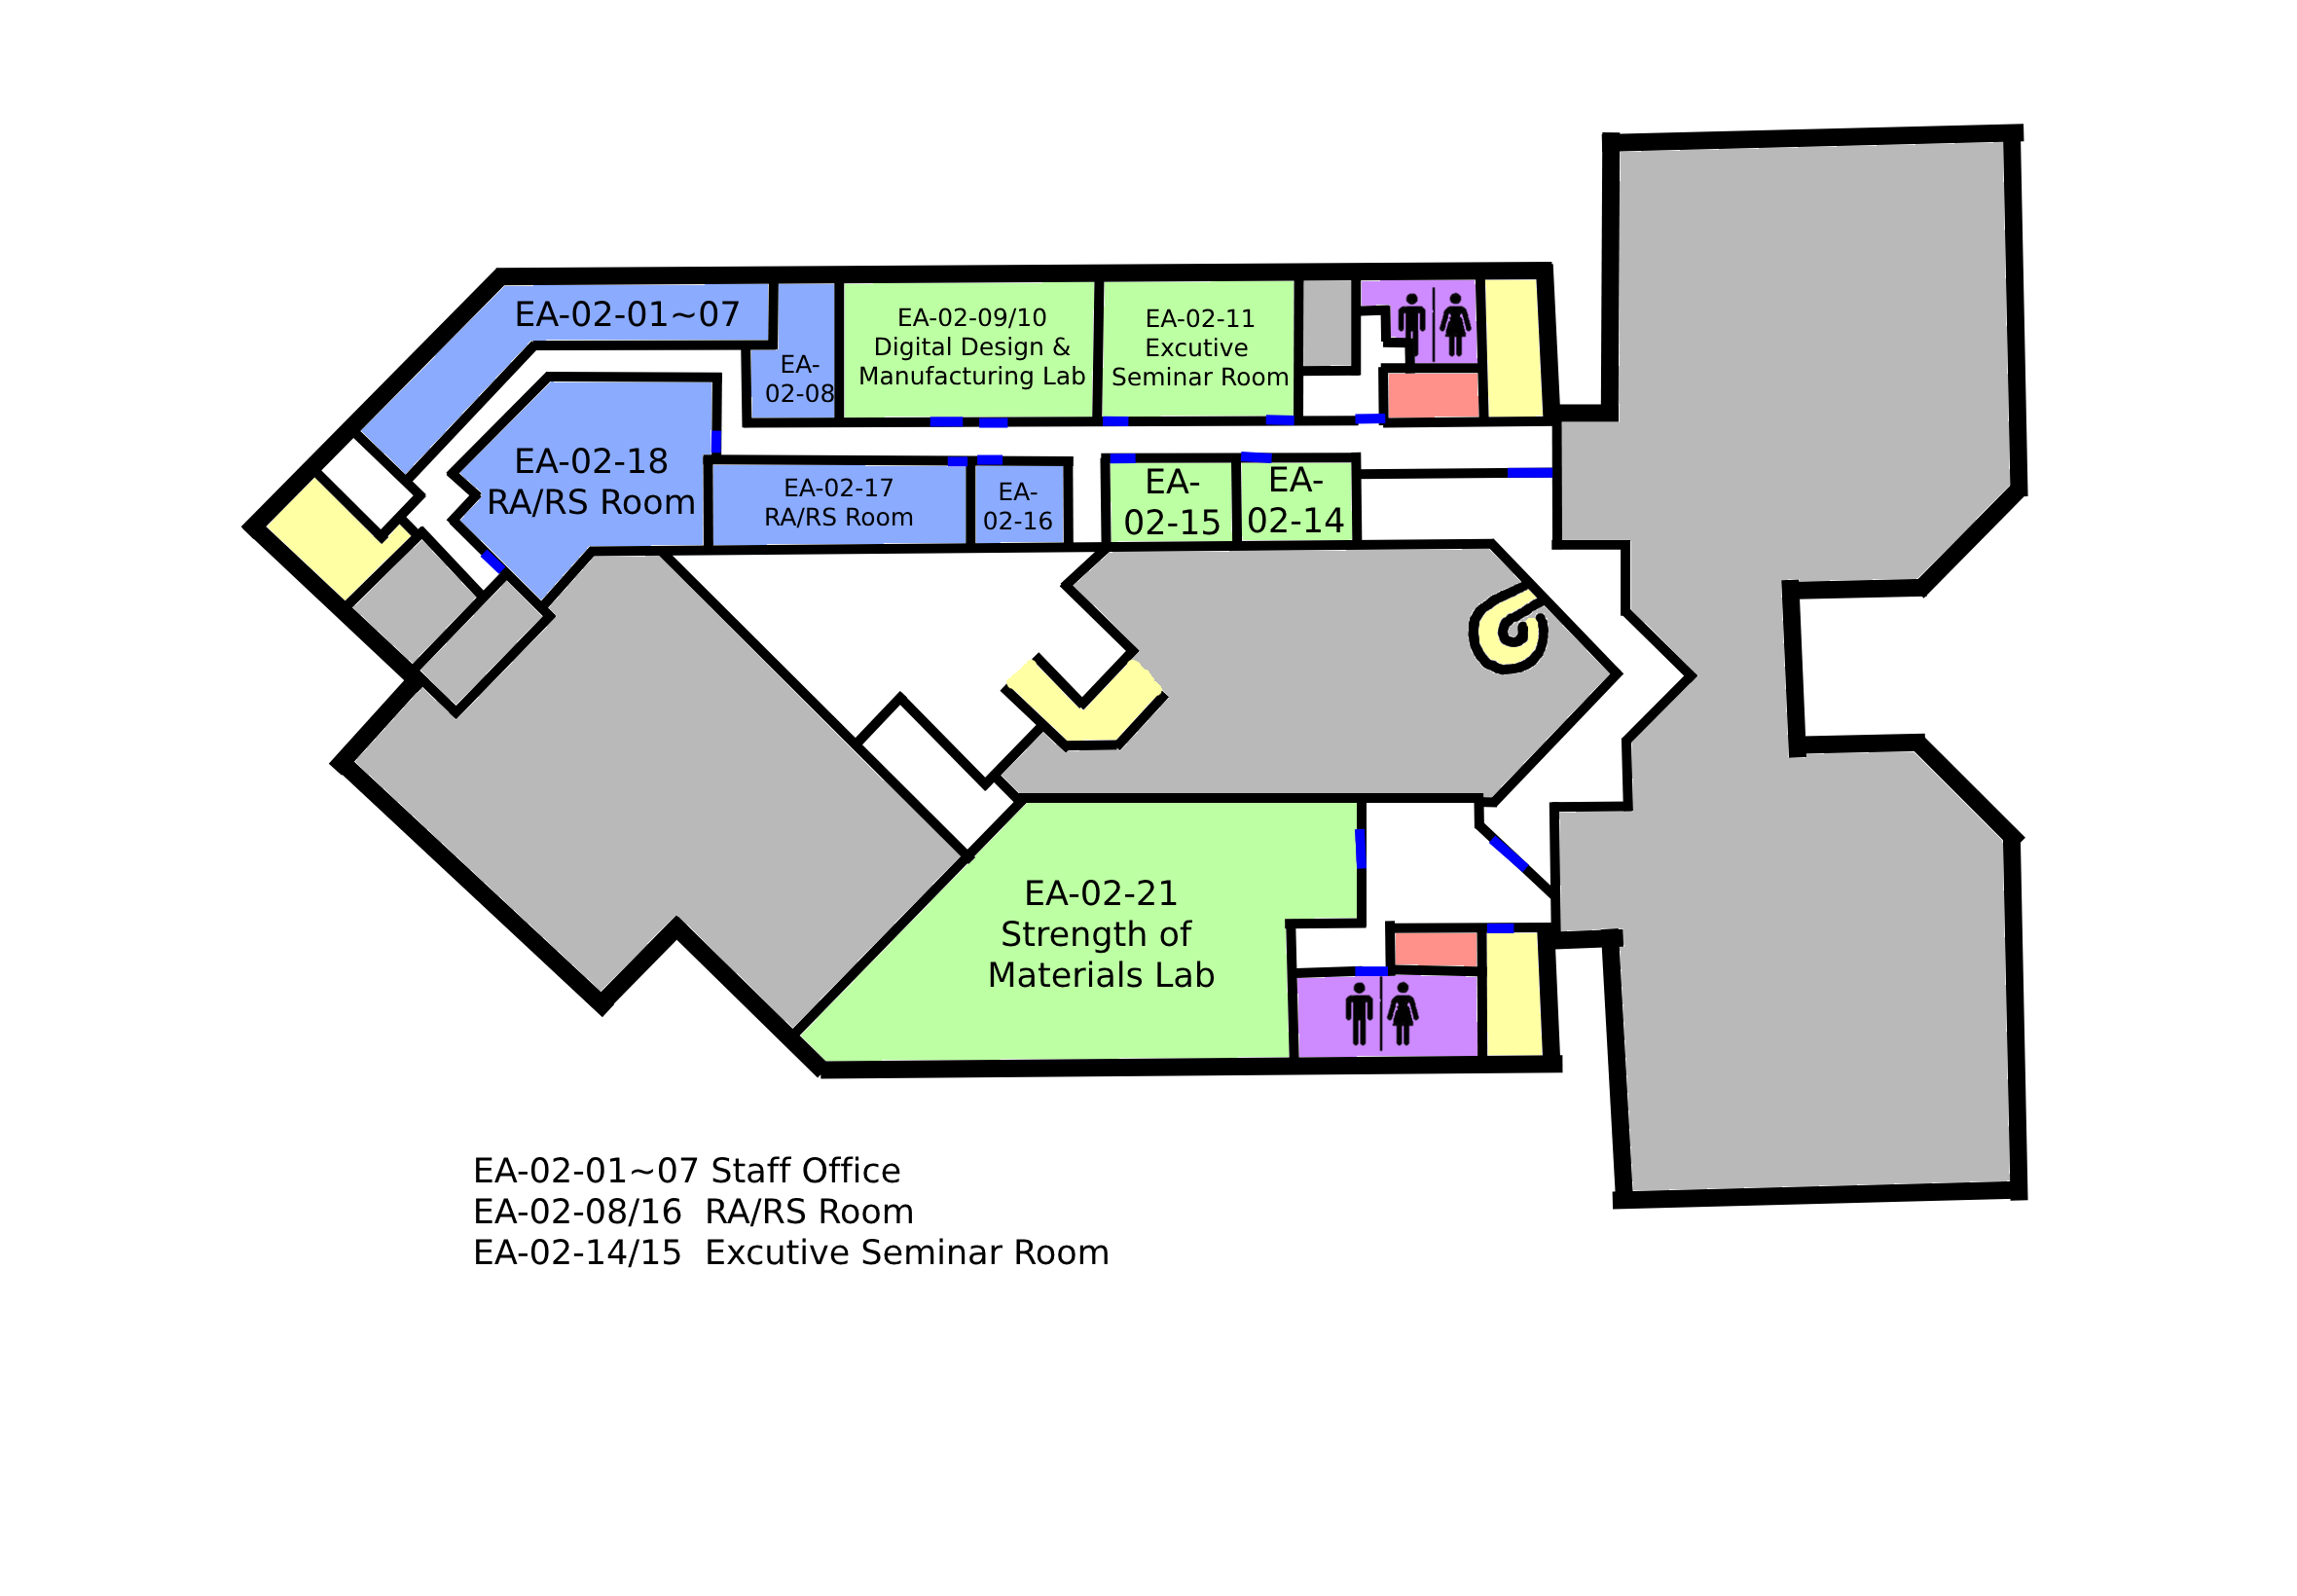 EA-02-01~07
EA-
02-08
EA-02-09/10
Digital Design &
Manufacturing Lab
EA-02-11
Excutive
Seminar Room
EA-02-18
RA/RS Room
EA-02-17
RA/RS Room
EA-
02-16
EA-
02-15
EA-
02-14
EA-02-21
Strength of
Materials Lab
EA-02-01~07 Staff Office
EA-02-08/16  RA/RS Room
EA-02-14/15  Excutive Seminar Room